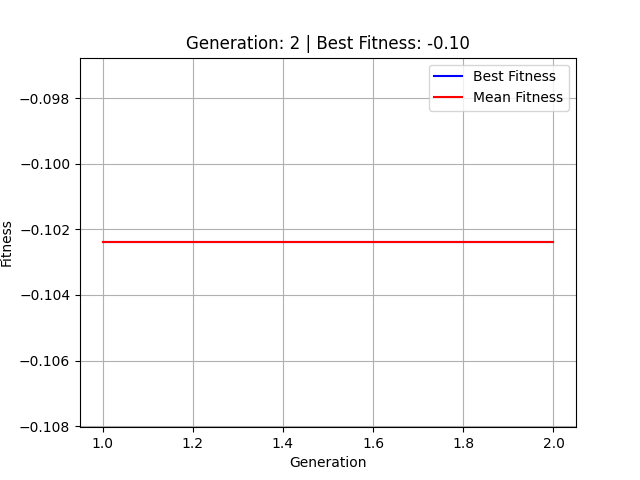 Generation: 2 | Best Fitness: -0.10
Best Fitness
Mean Fitness
−0.098
−0.100
−0.102
−0.104
−0.106
−0.108
Fitness
1.0 1.2 1.4 1.6 1.8 2.0
Generation